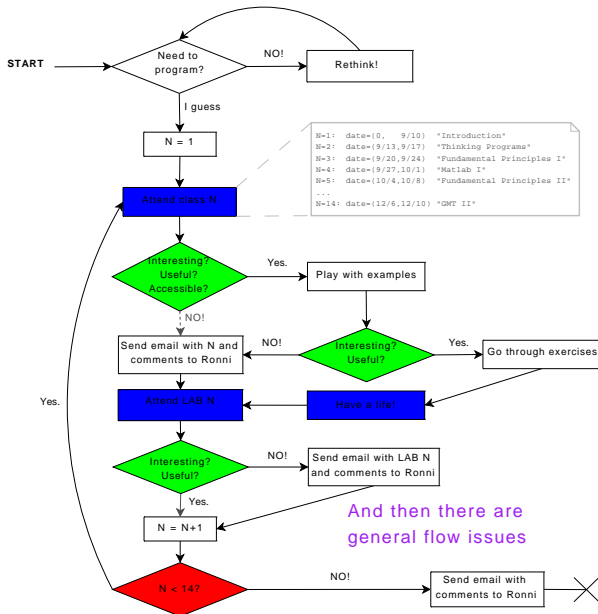 Need to
program?
START
NO!
Rethink!
I guess
N = 1
N=1: date=(0, 9/10) "Introduction"
N=2: date=(9/13,9/17) "Thinking Programs"
N=3: date=(9/20,9/24) "Fundamental Principles I"
N=4: date=(9/27,10/1) "Matlab I"
N=5: date=(10/4,10/8) "Fundamental Principles II"
...
N=14: date=(12/6,12/10) "GMT II"
Attend class N
Interesting?
Useful?
Accessible?
Yes.
Play with examples
NO!
Send email with N and
comments to Ronni
NO!
Interesting?
Useful?
Yes.
Go through exercises
Yes.
Attend LAB N
Have a life!
Interesting?
Useful?
NO!
Send email with LAB N
and comments to Ronni
Yes.
N = N+1
And then there are
general flow issues
N < 14?
NO!
Send email with
comments to Ronni